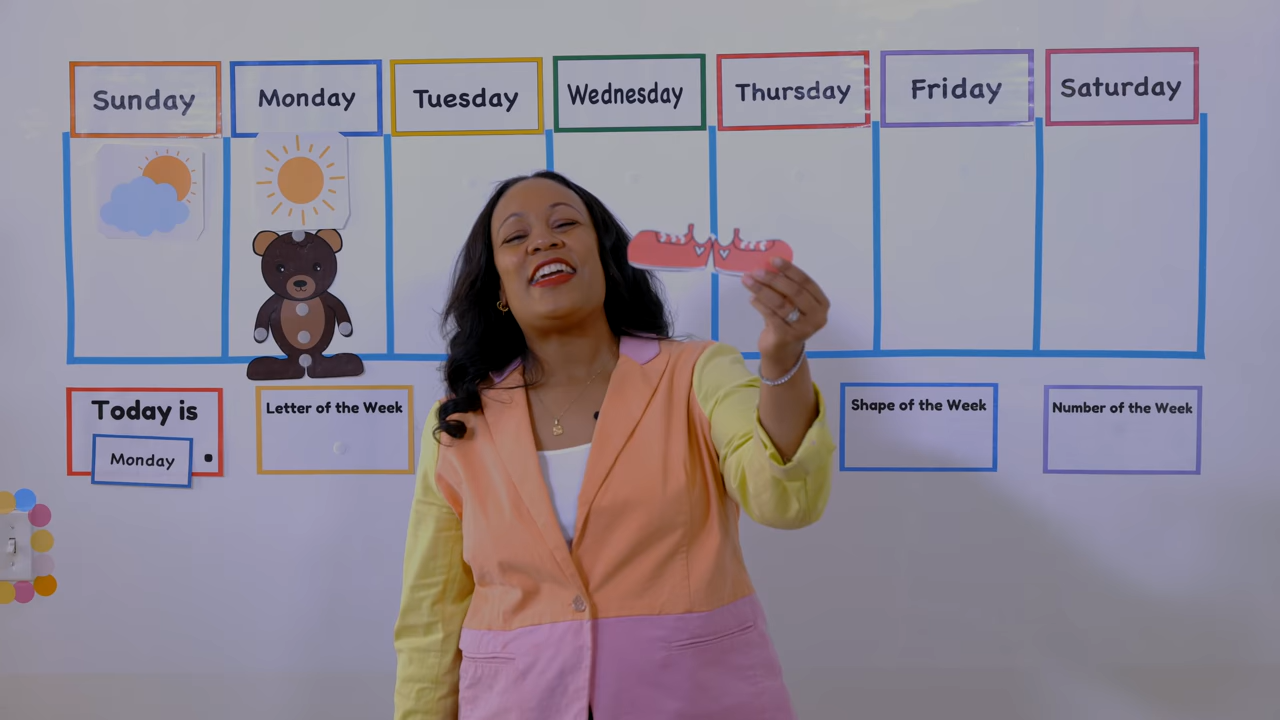 Sunday
Monday
Tuesday
Wednesday
Thursday
Friday
Saturday
Today is
Monday
Letter of the Week
Shape of the Week
Number of the Week